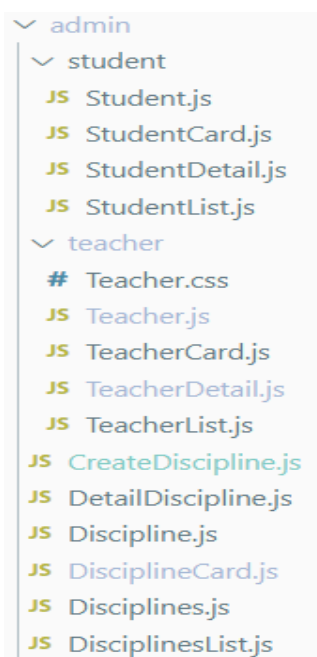 admin
student
JS Student.js
JS StudentCard.js
JS StudentDetail.js
JS StudentList.js
teacher
# Teacher.css
JS Teacher.js
JS TeacherCard.js
JS TeacherDetail.js
JS TeacherList.js
JS CreateDiscipline.js
JS DetailDiscipline.js
JS Discipline.js
JS DisciplineCard.js
JS Disciplines.js
JS DisciplinesList.js